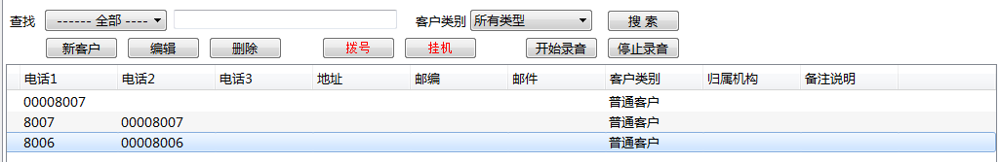 查找 ------ 全部 ---- 客户类别 所有类型 搜 索
新客户 编辑 删除 拨号 挂机 开始录音 停止录音
电话1 电话2 电话3 地址 邮编 邮件 客户类别 归属机构 备注说明
00008007 普通客户
8007 00008007 普通客户
8006 00008006 普通客户